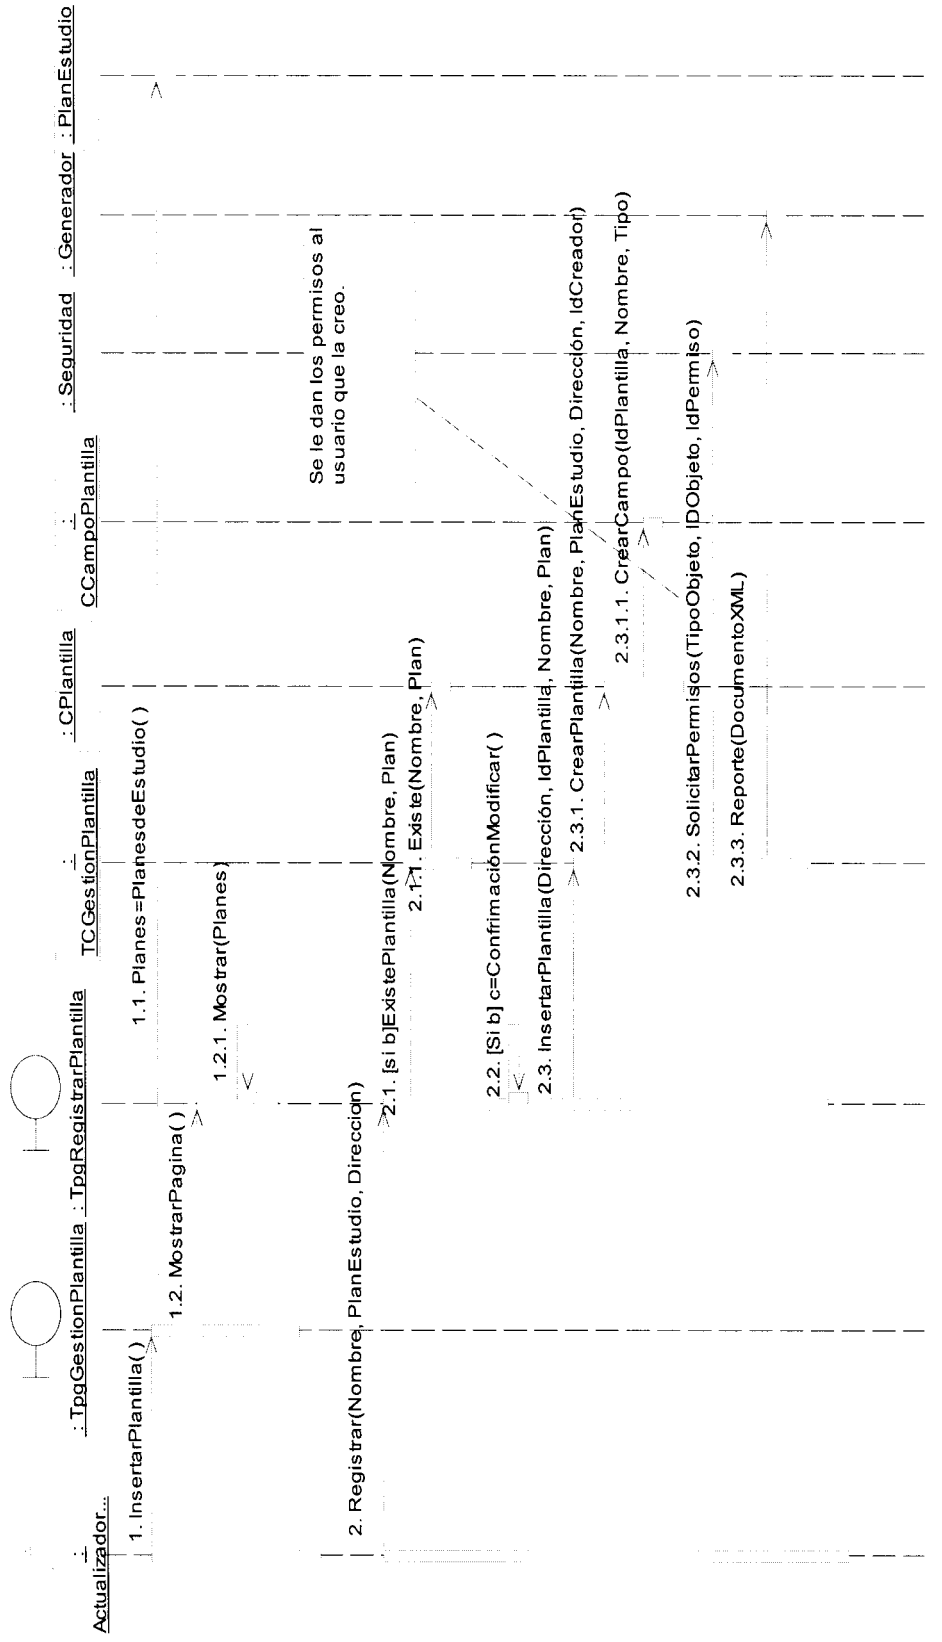 :
Actualizador...
: TpgGestionPlantilla
: TpgRegistrarPlantilla
:
TCGestionPlantilla
: CPlantilla
:
CCampoPlantilla
: Seguridad
: Generador
: PlanEstudio
1. InsertarPlantilla( )
1.1. Planes=PlanesdeEstudio( )
1.2. MostrarPagina( )
1.2.1. Mostrar(Planes)
Se le dan los permisos al
usuario que la creo.
2. Registrar(Nombre, PlanEstudio, Direccion)
2.1. [si b]ExistePlantilla(Nombre, Plan)
2.1.1. Existe(Nombre, Plan)
2.2. [Si b] c=ConfrimaciónModificar( )
2.3. InsertarPlantilla(Dirección, IdPlantilla, Nombre, Plan)
2.3.1. CrearPlantilla(Nombre, PlanEstudio, Dirección, IdCreador)
2.3.1.1. CrearCampo(IdPlantilla, Nombre, Tipo)
2.3.2. SolicitarPermisos(TipoObjeto, IDObjeto, IdPermiso)
2.3.3. Reporte(DocumentoXML)